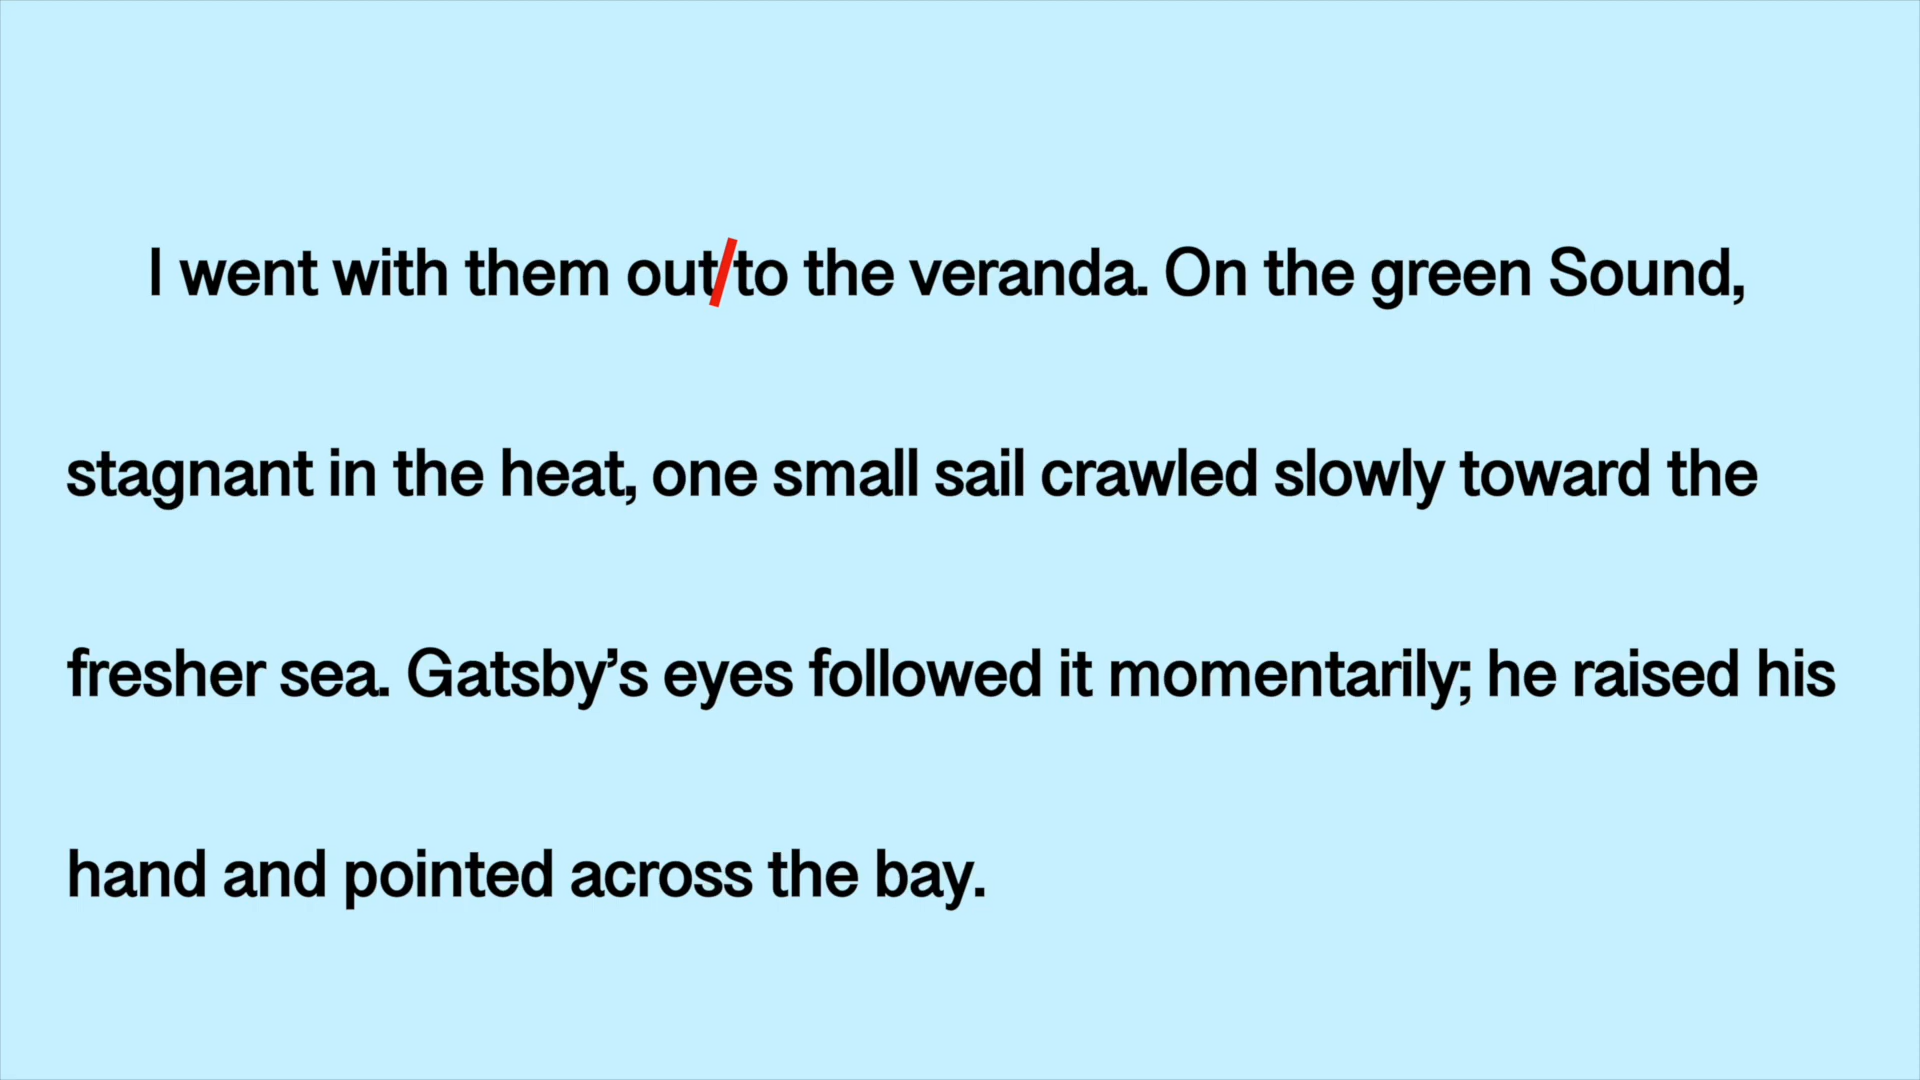 I went with them out/to the veranda. On the green Sound,
stagnant in the heat, one small sail crawled slowly toward the
fresher sea. Gatsby’s eyes followed it momentarily; he raised his
hand and pointed across the bay.